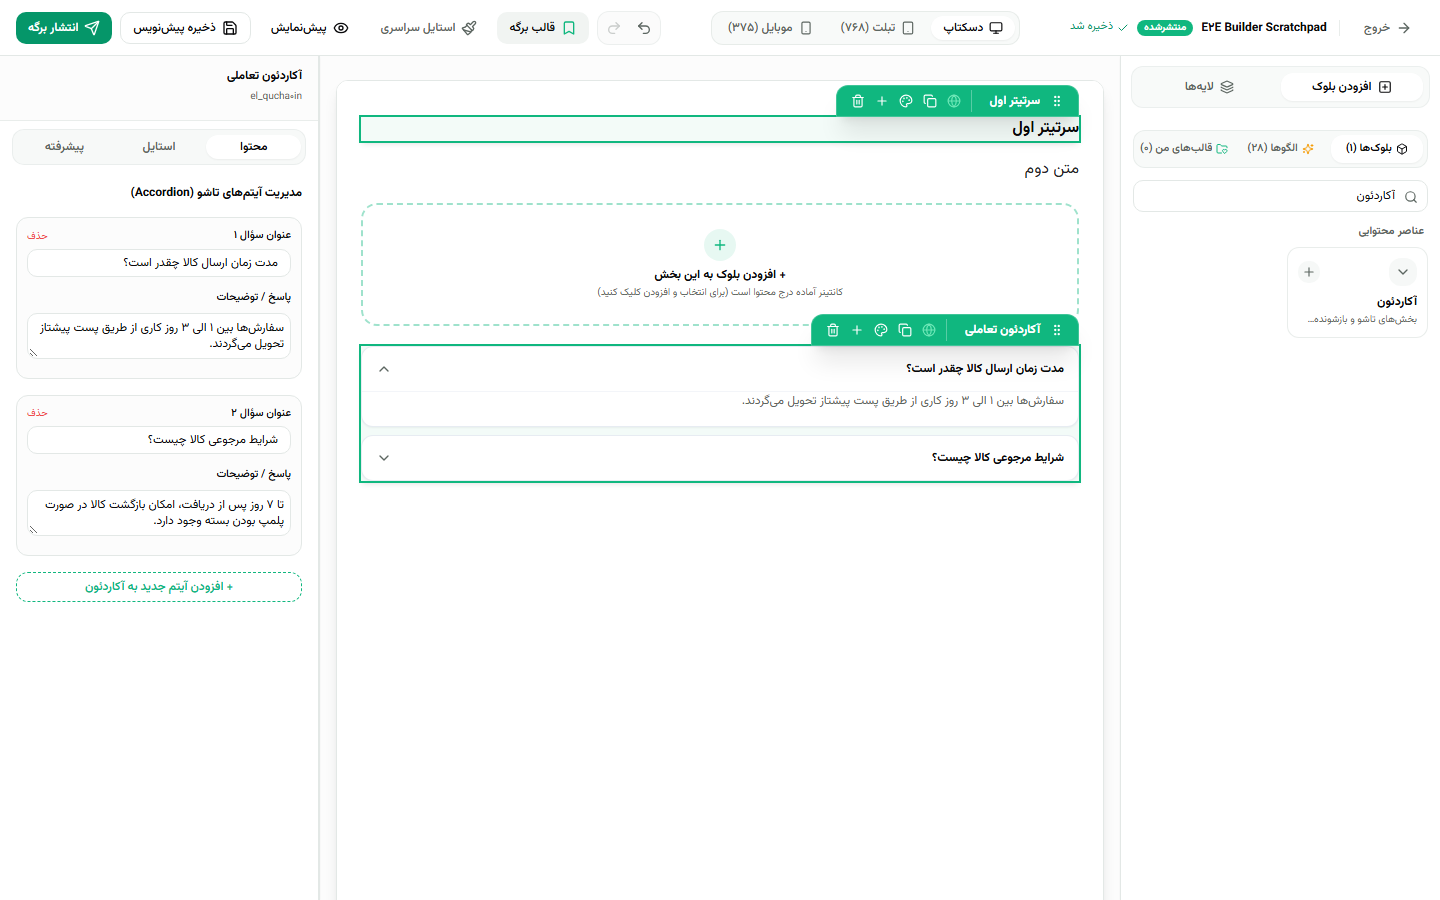 خروج
E۲E Builder Scratchpad
منتشرشده
ذخیره شد
دسکتاپ
تبلت (۷۶۸)
موبایل (۳۷۵)
قالب برگه
استایل سراسری
پیش‌نمایش
ذخیره پیش‌نویس
انتشار برگه
افزودن بلوک
لایه‌ها
بلوک‌ها (۱)
الگوها (۲۸)
قالب‌های من (۰)
آکاردئون
عناصر محتوایی
آکاردئون
بخش‌های تاشو و بازشونده...
سرتیتر اول
سرتیتر اول
متن دوم
+ افزودن بلوک به این بخش
کانتینر آماده درج محتوا است (برای انتخاب و افزودن کلیک کنید)
آکاردئون تعاملی
مدت زمان ارسال کالا چقدر است؟
سفارش‌ها بین ۱ الی ۳ روز کاری از طریق پست پیشتاز تحویل می‌گردند.
شرایط مرجوعی کالا چیست؟
آکاردئون تعاملی
el_qucha۰in
محتوا
استایل
پیشرفته
مدیریت آیتم‌های تاشو (Accordion)
عنوان سؤال ۱
حذف
مدت زمان ارسال کالا چقدر است؟
پاسخ / توضیحات
سفارش‌ها بین ۱ الی ۳ روز کاری از طریق پست پیشتاز
تحویل می‌گردند.
عنوان سؤال ۲
حذف
شرایط مرجوعی کالا چیست؟
پاسخ / توضیحات
تا ۷ روز پس از دریافت، امکان بازگشت کالا در صورت
پلمپ بودن بسته وجود دارد.
+ افزودن آیتم جدید به آکاردئون